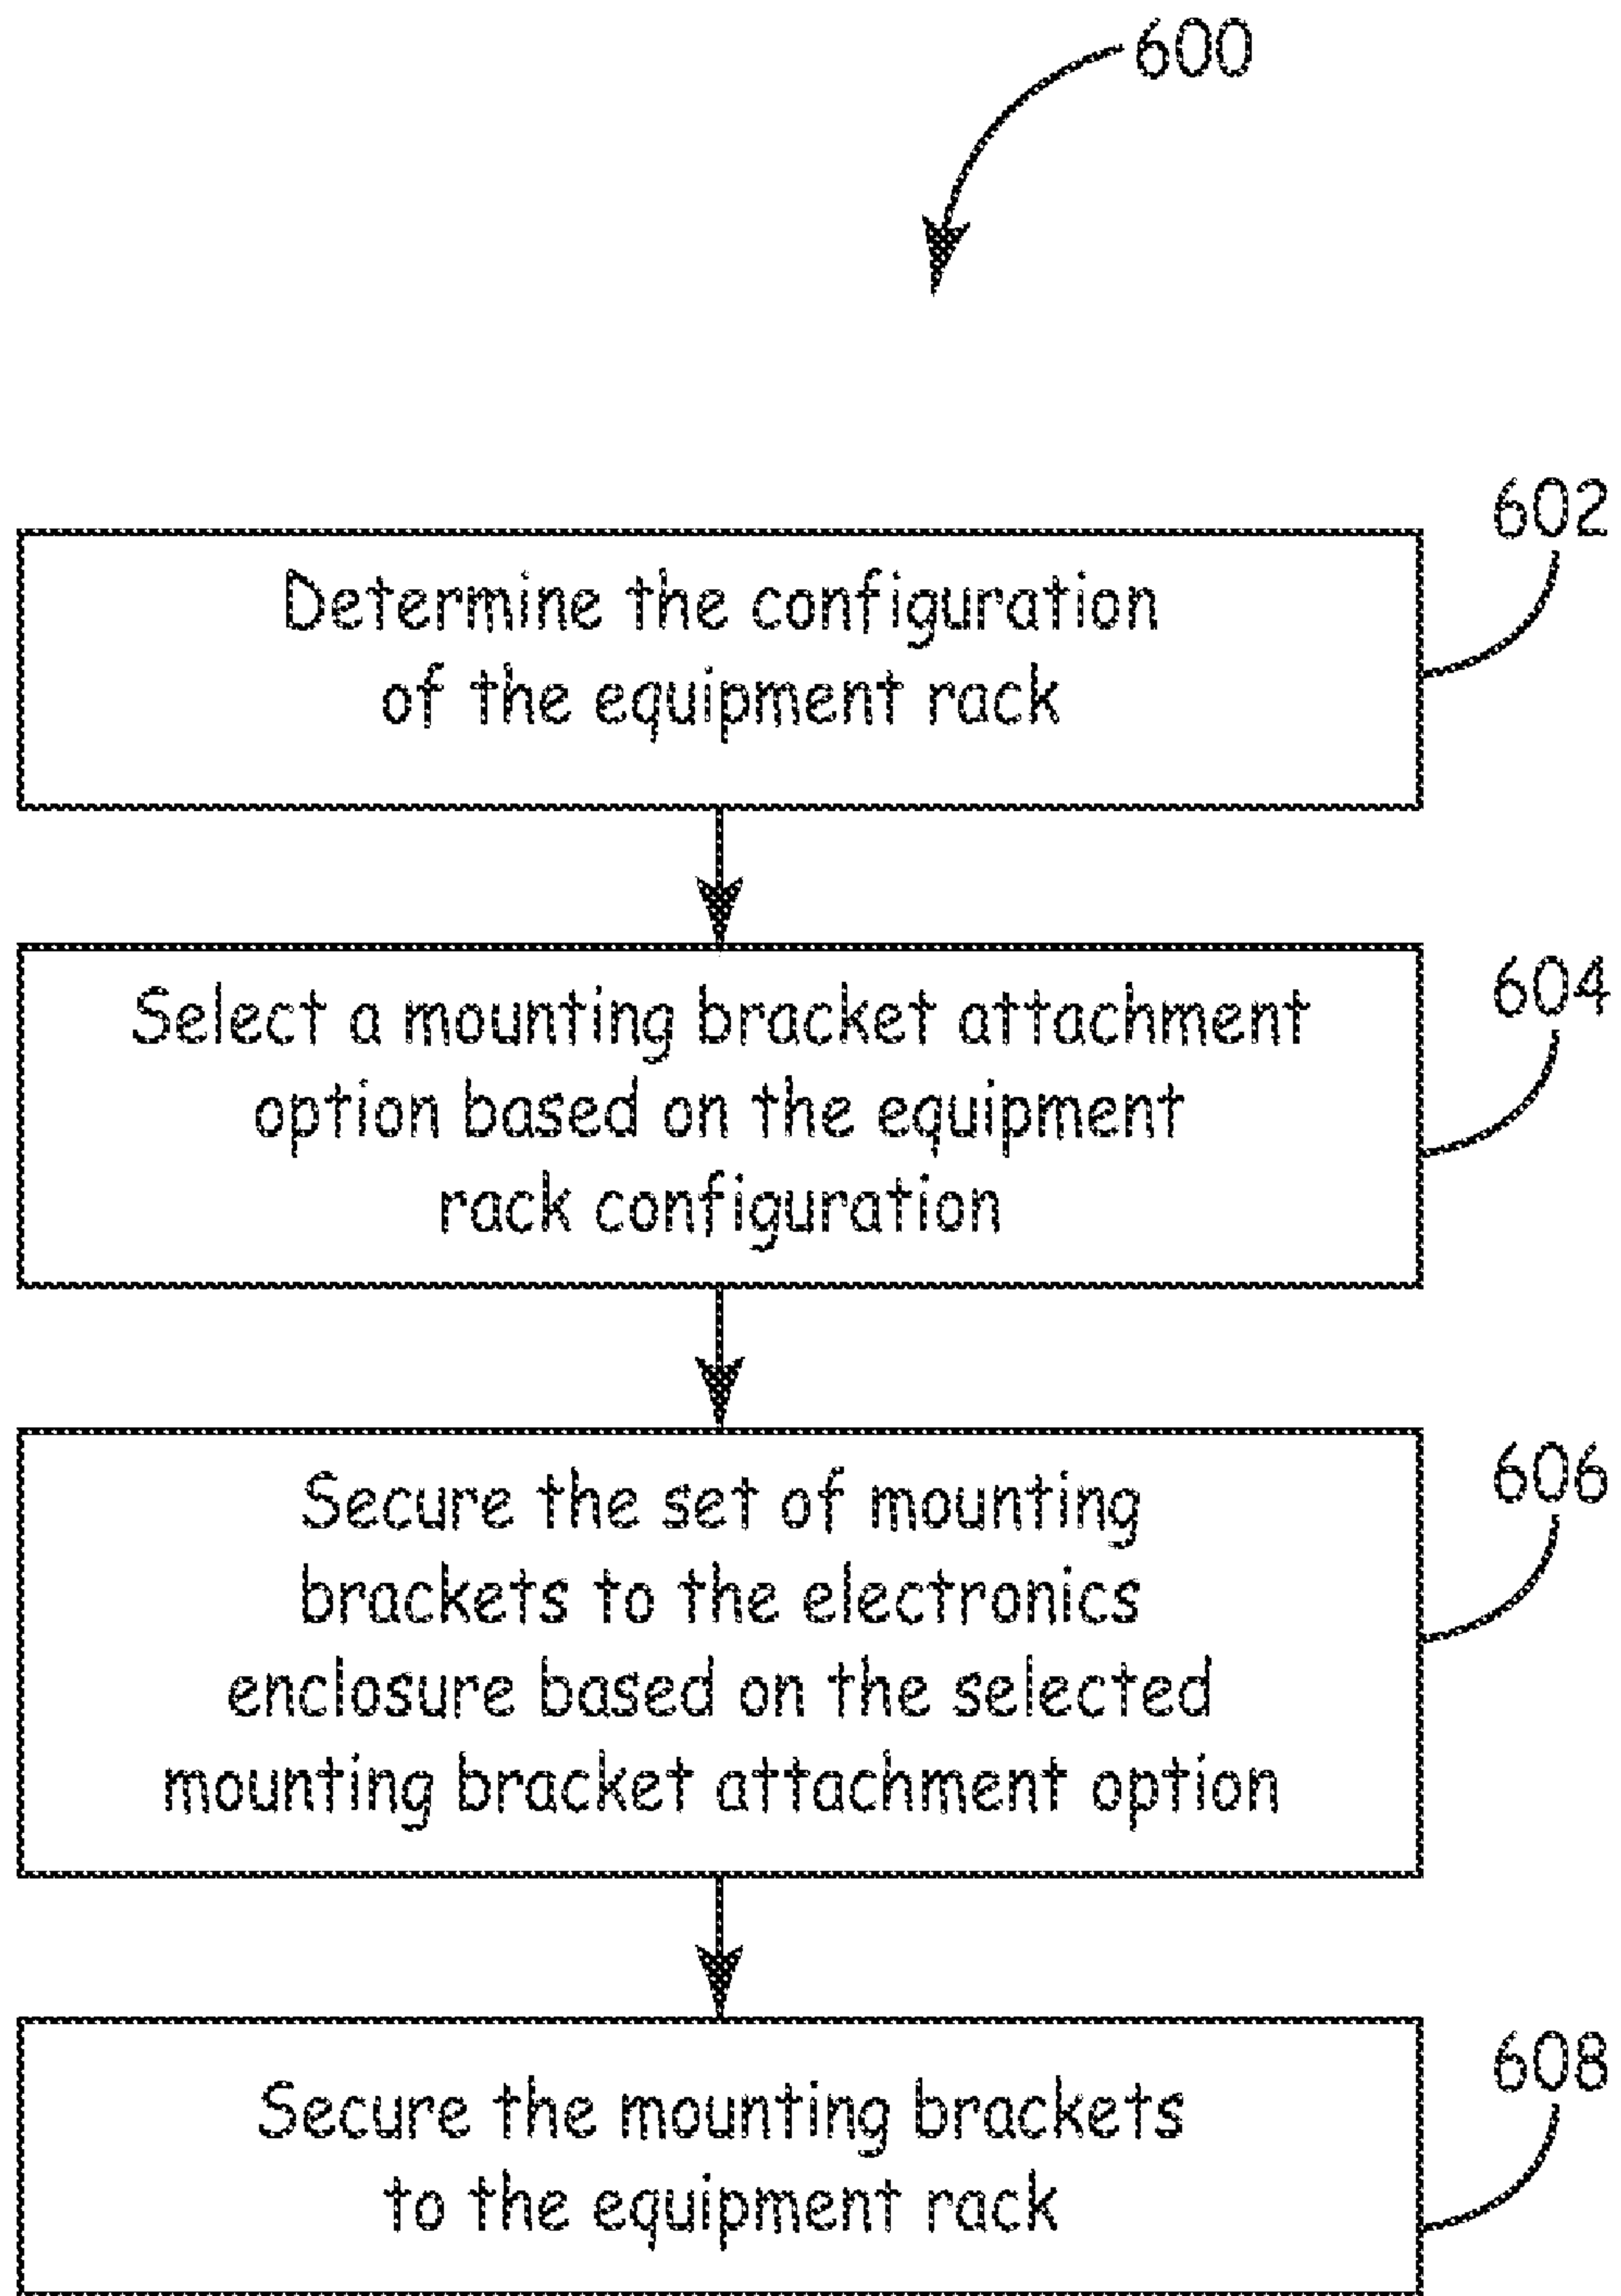 600
602
Determine the configuration
of the equipment rack
604
Select a mounting bracket attachment
option based on the equipment
rack configuration
606
Secure the set of mounting
brackets to the electronics
enclosure based on the selected
mounting bracket attachment option
608
Secure the mounting brackets
to the equipment rack